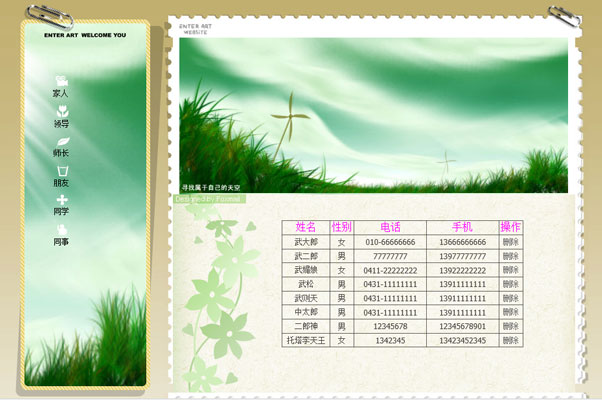 ENTER ART WELCOME YOU
家人
领导
师长
朋友
同学
同事
ENTER ART
WEBSITE
寻找属于自己的天空
姓名 性别 电话 手机 操作
武大郎 女 010-66666666 13666666666 删除
武二郎 男 77777777 13977777777 删除
武嫦娥 女 0411-22222222 13922222222 删除
武松 男 0431-11111111 13911111111 删除
武则天 男 0431-11111111 13911111111 删除
中太郎 男 0431-11111111 13911111111 删除
二郎神 男 12345678 12345678901 删除
托塔李天王 女 1342345 13423452345 删除